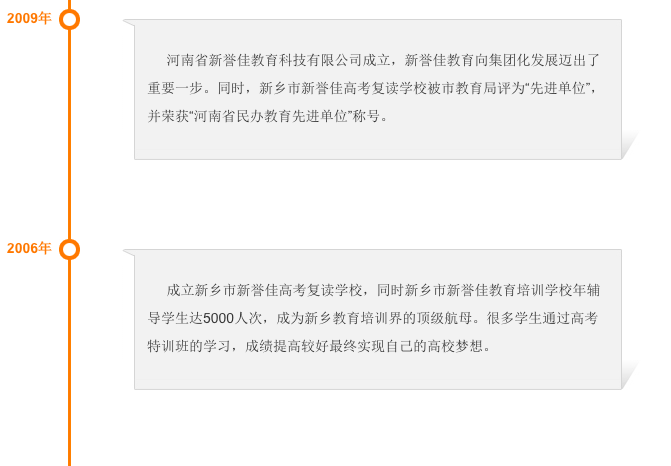 2009年
河南省新誉佳教育科技有限公司成立，新誉佳教育向集团化发展迈出了
重要一步。同时，新乡市新誉佳高考复读学校被市教育局评为“先进单位”，
并荣获“河南省民办教育先进单位”称号。
2006年
成立新乡市新誉佳高考复读学校，同时新乡市新誉佳教育培训学校年辅
导学生达5000人次，成为新乡教育培训界的顶级航母。很多学生通过高考
特训班的学习，成绩提高较好最终实现自己的高校梦想。